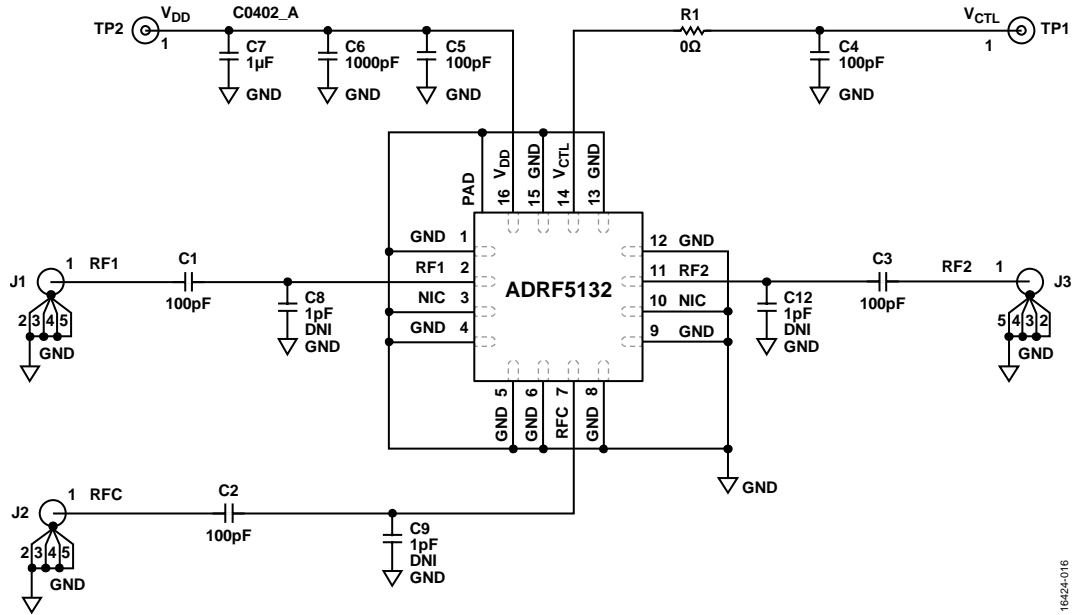 TP2
VDD
1
C0402_A
C7
1µF
GND
C6
1000pF
GND
C5
100pF
GND
R1
0Ω
C4
100pF
GND
VCTL
1
TP1
PAD
16 VDD
15 GND
14 VCTL
13 GND
GND 1
RF1 2
NIC 3
GND 4
ADRF5132
12 GND
11 RF2
10 NIC
9 GND
GND 5
GND 6
RFC 7
GND 8
GND
J1
1 RF1
2 3 4 5
GND
C1
100pF
C8
1pF
DNI
GND
C12
1pF
DNI
GND
C3
100pF
RF2 1
J3
5 4 3 2
GND
J2
1 RFC
2 3 4 5
GND
C2
100pF
C9
1pF
DNI
GND
16424-016